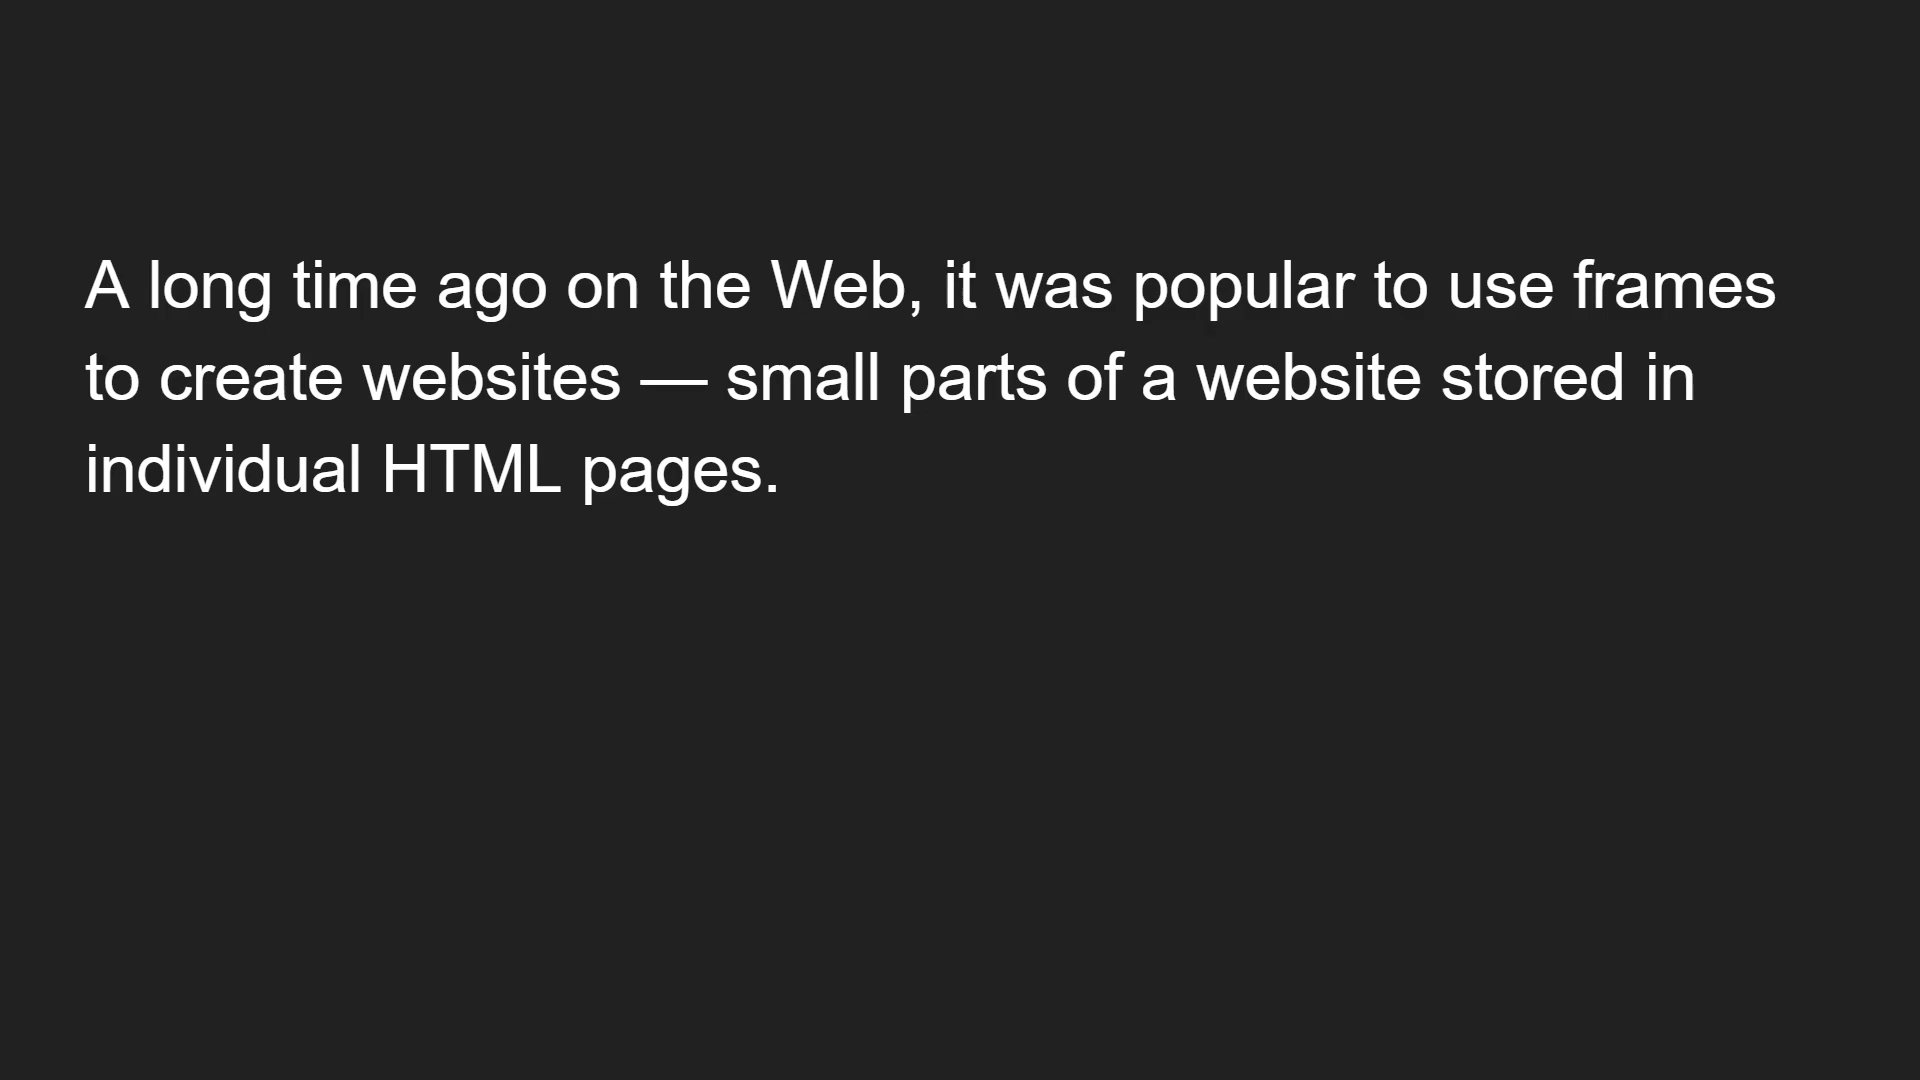 A long time ago on the Web, it was popular to use frames
to create websites — small parts of a website stored in
individual HTML pages.